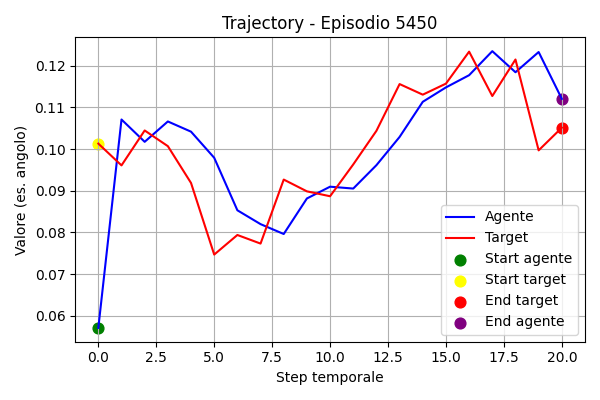 Trajectory - Episodio 5450
Valore (es. angolo)
0.12
0.11
0.10
0.09
0.08
0.07
0.06
0.0 2.5 5.0 7.5 10.0 12.5 15.0 17.5 20.0
Step temporale
Agente
Target
Start agente
Start target
End target
End agente